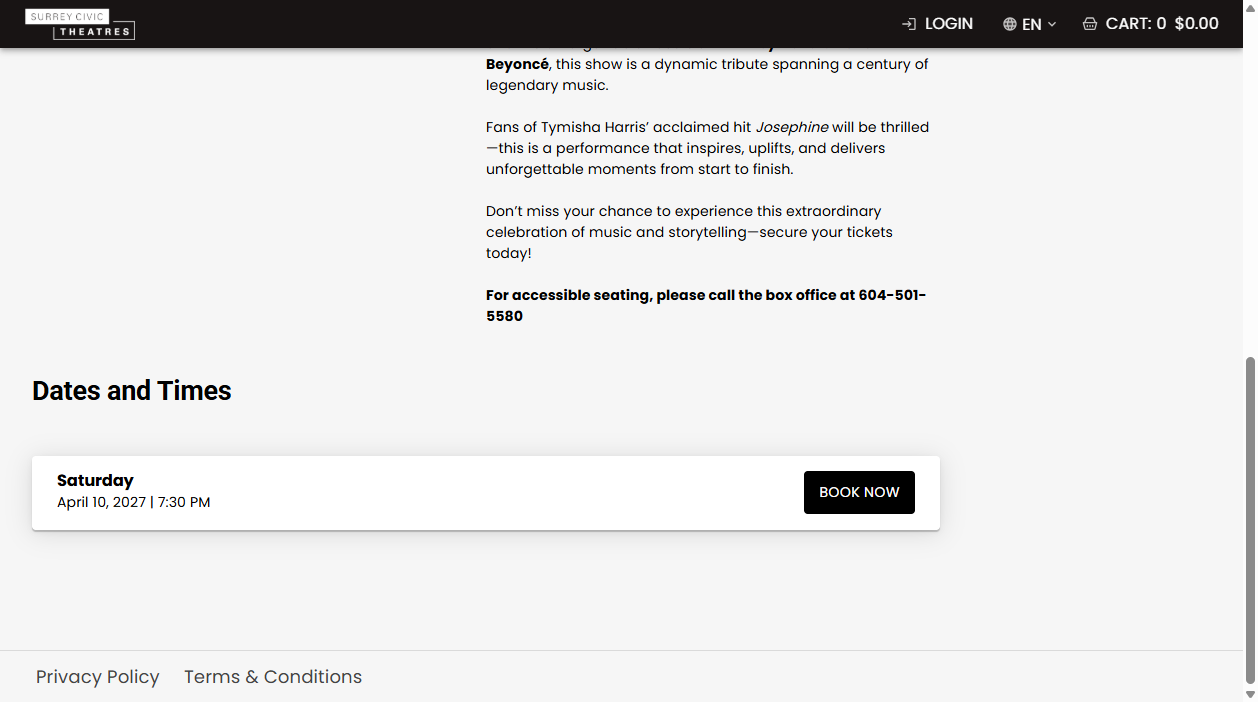 SURREY CIVIC
THEATRES
LOGIN
EN
CART: 0 $0.00
Beyoncé, this show is a dynamic tribute spanning a century of
legendary music.
Fans of Tymisha Harris’ acclaimed hit Josephine will be thrilled
—this is a performance that inspires, uplifts, and delivers
unforgettable moments from start to finish.
Don’t miss your chance to experience this extraordinary
celebration of music and storytelling—secure your tickets
today!
For accessible seating, please call the box office at 604-501-
5580
Dates and Times
Saturday
April 10, 2027 | 7:30 PM
BOOK NOW
Privacy Policy
Terms & Conditions